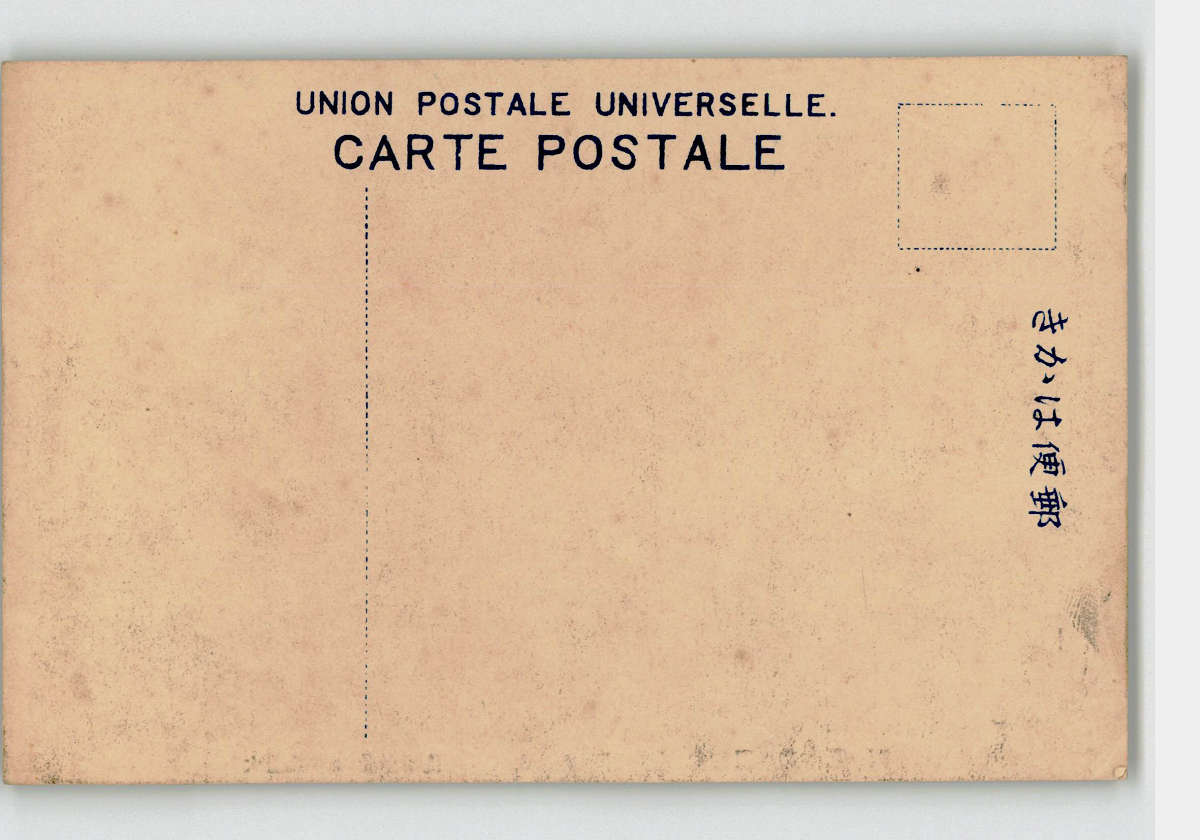 UNION POSTALE UNIVERSELLE.
CARTE POSTALE
郵便はかき